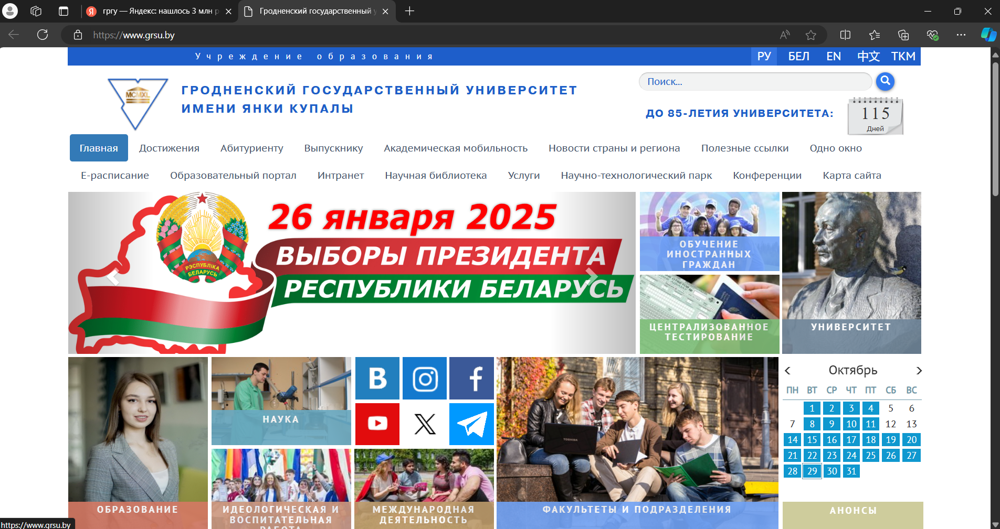 гргу — Яндекс: нашлось 3 млн р
Гродненский государственный у
https://www.grsu.by
Учреждение образования
РУ БЕЛ EN 中文 ТКМ
MCMXL
ГРОДНЕНСКИЙ ГОСУДАРСТВЕННЫЙ УНИВЕРСИТЕТ
ИМЕНИ ЯНКИ КУПАЛЫ
Поиск...
ДО 85-ЛЕТИЯ УНИВЕРСИТЕТА:
115
Дней
Главная Достижения Абитуриенту Выпускнику Академическая мобильность Новости страны и региона Полезные ссылки Одно окно
Е-расписание Образовательный портал Интранет Научная библиотека Услуги Научно-технологический парк Конференции Карта сайта
26 января 2025
ВЫБОРЫ ПРЕЗИДЕНТА
РЕСПУБЛИКИ БЕЛАРУСЬ
РЭСПУБЛІКА
БЕЛАРУСЬ
ОБУЧЕНИЕ
ИНОСТРАННЫХ
ГРАЖДАН
ЦЕНТРАЛИЗОВАННОЕ
ТЕСТИРОВАНИЕ
УНИВЕРСИТЕТ
ОБРАЗОВАНИЕ
НАУКА
ИДЕОЛОГИЧЕСКАЯ И
ВОСПИТАТЕЛЬНАЯ
РАБОТА
МЕЖДУНАРОДНАЯ
ДЕЯТЕЛЬНОСТЬ
TOSHIBA
ФАКУЛЬТЕТЫ И ПОДРАЗДЕЛЕНИЯ
Октябрь
ПН ВТ СР ЧТ ПТ СБ ВС
1 2 3 4 5 6
7 8 9 10 11 12 13
14 15 16 17 18 19 20
21 22 23 24 25 26 27
28 29 30 31
АНОНСЫ
https://www.grsu.by